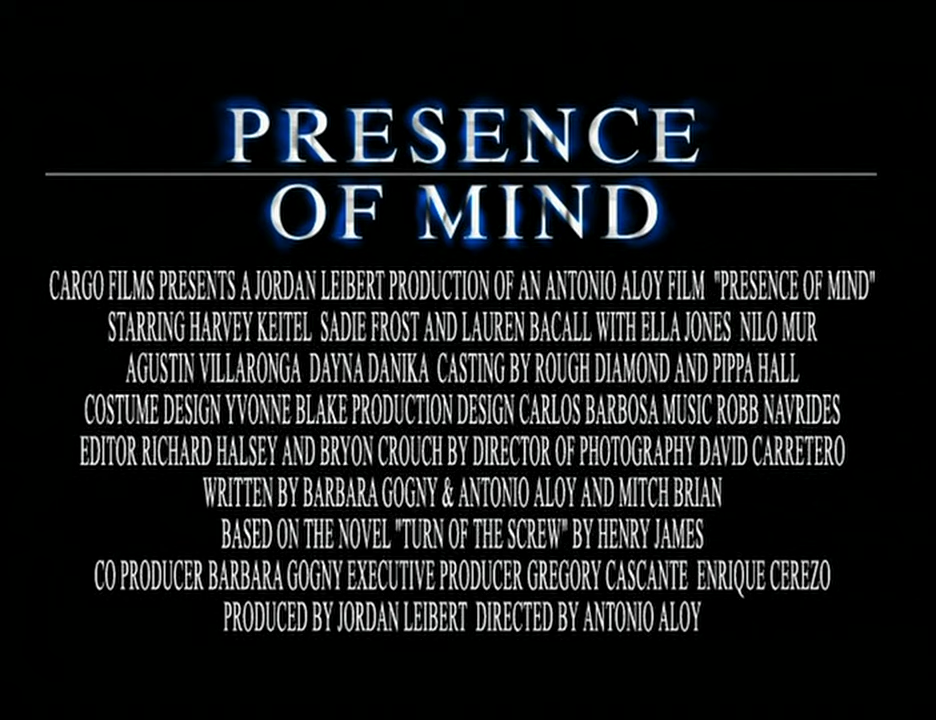 PRESENCE
OF MIND
CARGO FILMS PRESENTS A JORDAN LEIBERT PRODUCTION OF AN ANTONIO ALOY FILM "PRESENCE OF MIND"
STARRING HARVEY KEITEL SADIE FROST AND LAUREN BACALL WITH ELLA JONES NILO MUR
AGUSTIN VILLARONGA DAYNA DANIKA CASTING BY ROUGH DIAMOND AND PIPPA HALL
COSTUME DESIGN YVONNE BLAKE PRODUCTION DESIGN CARLOS BARBOSA MUSIC ROBB NAVRIDES
EDITOR RICHARD HALSEY AND BRYON CROUCH BY DIRECTOR OF PHOTOGRAPHY DAVID CARRETERO
WRITTEN BY BARBARA GOGNY & ANTONIO ALOY AND MITCH BRIAN
BASED ON THE NOVEL "TURN OF THE SCREW" BY HENRY JAMES
CO PRODUCER BARBARA GOGNY EXECUTIVE PRODUCER GREGORY CASCANTE ENRIQUE CEREZO
PRODUCED BY JORDAN LEIBERT DIRECTED BY ANTONIO ALOY